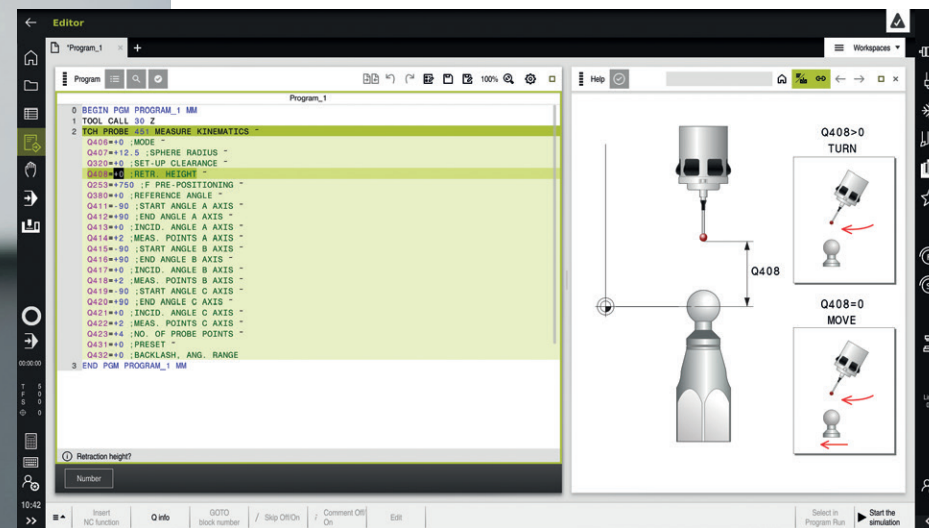 Editor
*Program_1
Workspaces
Program
100%
Help
Program_1
0 BEGIN PGM PROGRAM_1 MM
1 TOOL CALL 30 Z
2 TCH PROBE 451 MEASURE KINEMATICS ~
Q406=+0 ;MODE ~
Q407=+12.5 ;SPHERE RADIUS ~
Q320=+0 ;SET-UP CLEARANCE ~
Q408=+0 ;RETR. HEIGHT ~
Q253=+750 ;F PRE-POSITIONING ~
Q380=+0 ;REFERENCE ANGLE ~
Q411=-90 ;START ANGLE A AXIS ~
Q412=+90 ;END ANGLE A AXIS ~
Q413=+0 ;INCID. ANGLE A AXIS ~
Q414=+2 ;MEAS. POINTS A AXIS ~
Q415=-90 ;START ANGLE B AXIS ~
Q416=+90 ;END ANGLE B AXIS ~
Q417=+0 ;INCID. ANGLE B AXIS ~
Q418=+2 ;MEAS. POINTS B AXIS ~
Q419=-90 ;START ANGLE C AXIS ~
Q420=+90 ;END ANGLE C AXIS ~
Q421=+0 ;INCID. ANGLE C AXIS ~
Q422=+2 ;MEAS. POINTS C AXIS ~
Q423=+4 ;NO. OF PROBE POINTS ~
Q431=+0 ;PRESET ~
Q432=+0 ;BACKLASH, ANG. RANGE
3 END PGM PROGRAM_1 MM
Q408>0
TURN
Q408
Q408=0
MOVE
00:00:00
T 5
F 0
S 0
0
Retraction height?
Number
10:42
Insert
NC function
Q info
GOTO
block number
/ Skip Off/On
; Comment Off/
On
Edit
Select in
Program Run
Start the
simulation